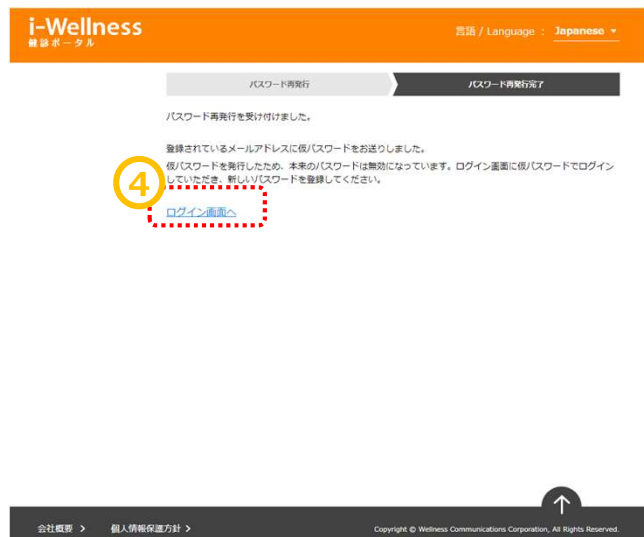 i-Wellness
健診ポータル
言語 / Language : Japanese
パスワード再発行
パスワード再発行完了
パスワード再発行を受け付けました。
登録されているメールアドレスに仮パスワードをお送りしました。
仮パスワードを発行したため、本来のパスワードは無効になっています。ログイン画面に仮パスワードでログイン
していただき、新しいパスワードを登録してください。
④
ログイン画面へ
会社概要 > 個人情報保護方針 >
Copyright © Wellness Communications Corporation, All Rights Reserved.